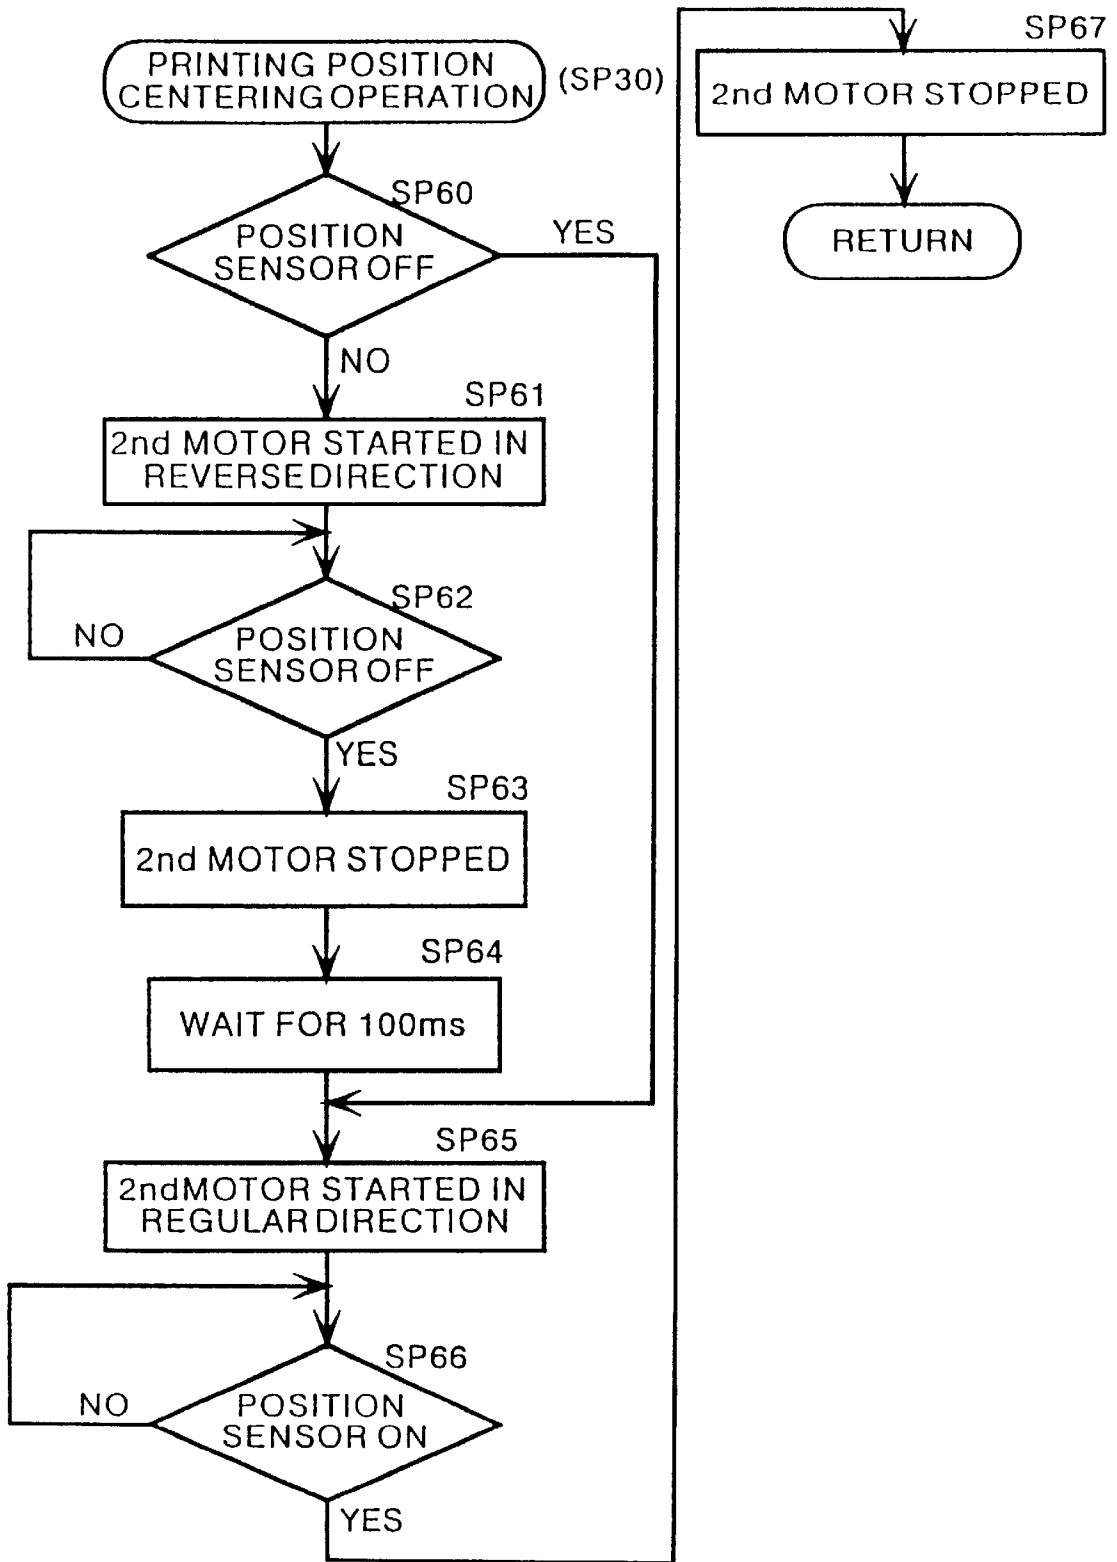 PRINTING POSITION
CENTERING OPERATION
(SP30)
SP60
POSITION
SENSOR OFF
YES
NO
SP61
2nd MOTOR STARTED IN
REVERSE DIRECTION
SP62
POSITION
SENSOR OFF
NO
YES
SP63
2nd MOTOR STOPPED
SP64
WAIT FOR 100ms
SP65
2nd MOTOR STARTED IN
REGULAR DIRECTION
SP66
POSITION
SENSOR ON
NO
YES
SP67
2nd MOTOR STOPPED
RETURN